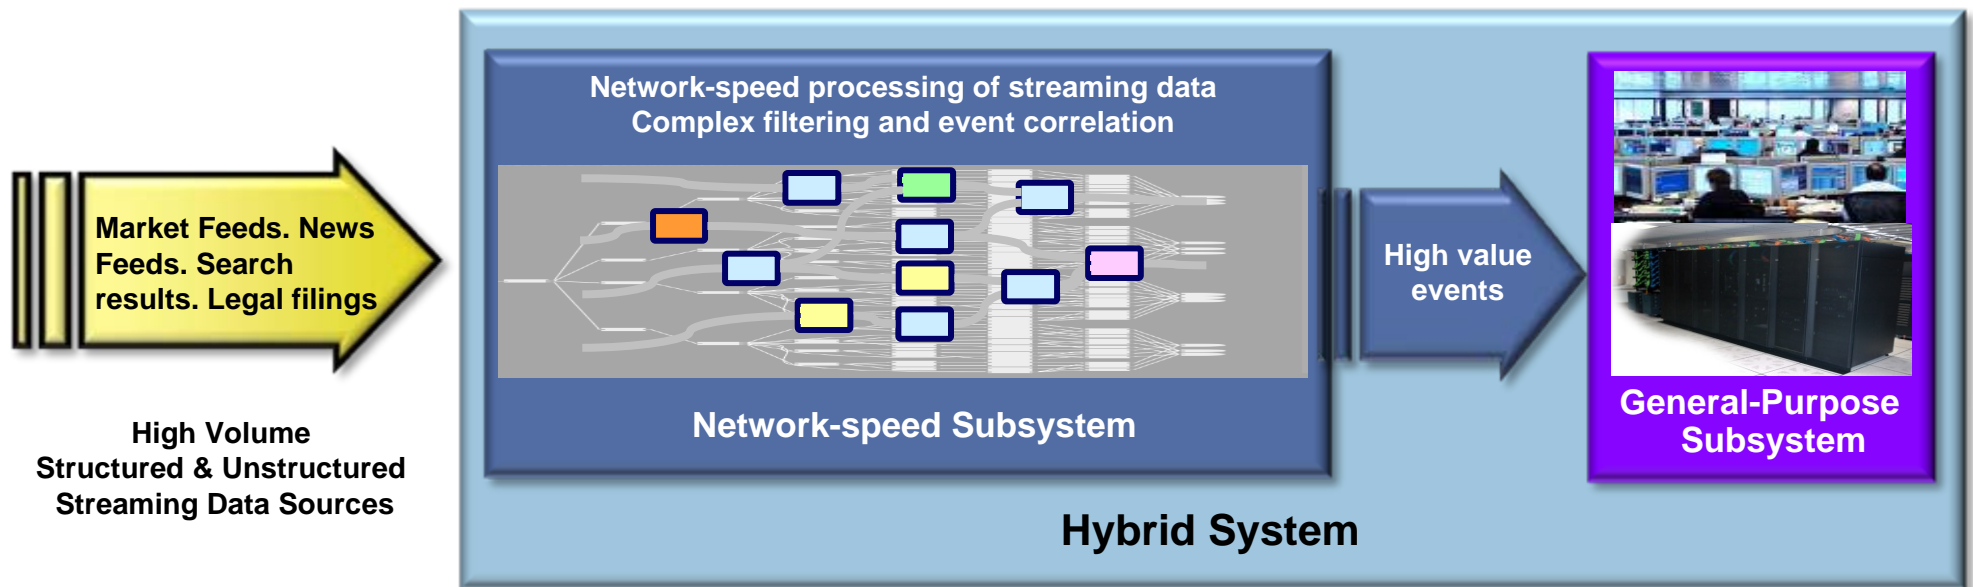 Network-speed processing of streaming data
Complex filtering and event correlation
Market Feeds. News
Feeds. Search
results. Legal filings
High value
events
General-Purpose
Subsystem
Network-speed Subsystem
High Volume
Structured & Unstructured
Streaming Data Sources
Hybrid System